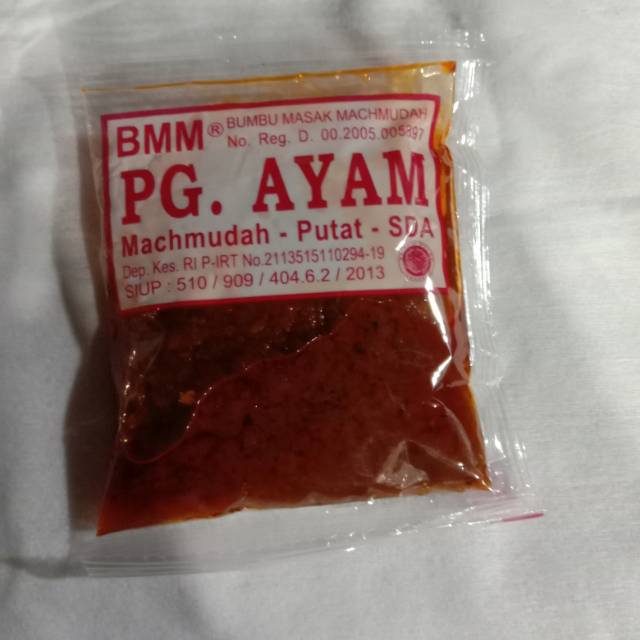 BMM® BUMBU MASAK MACHMUDAH
No. Reg. D. 00.2005.005897
PG. AYAM
Machmudah - Putat - SDA
Dep. Kes. RI P-IRT No.2113515110294-19
SIUP : 510 / 909 / 404.6.2 / 2013